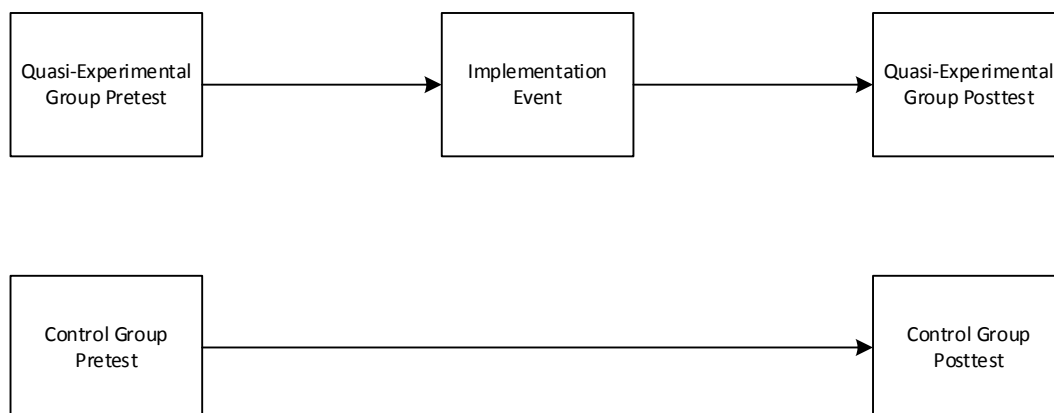 Quasi-Experimental
Group Pretest
Implementation
Event
Quasi-Experimental
Group Posttest
Control Group
Pretest
Control Group
Posttest